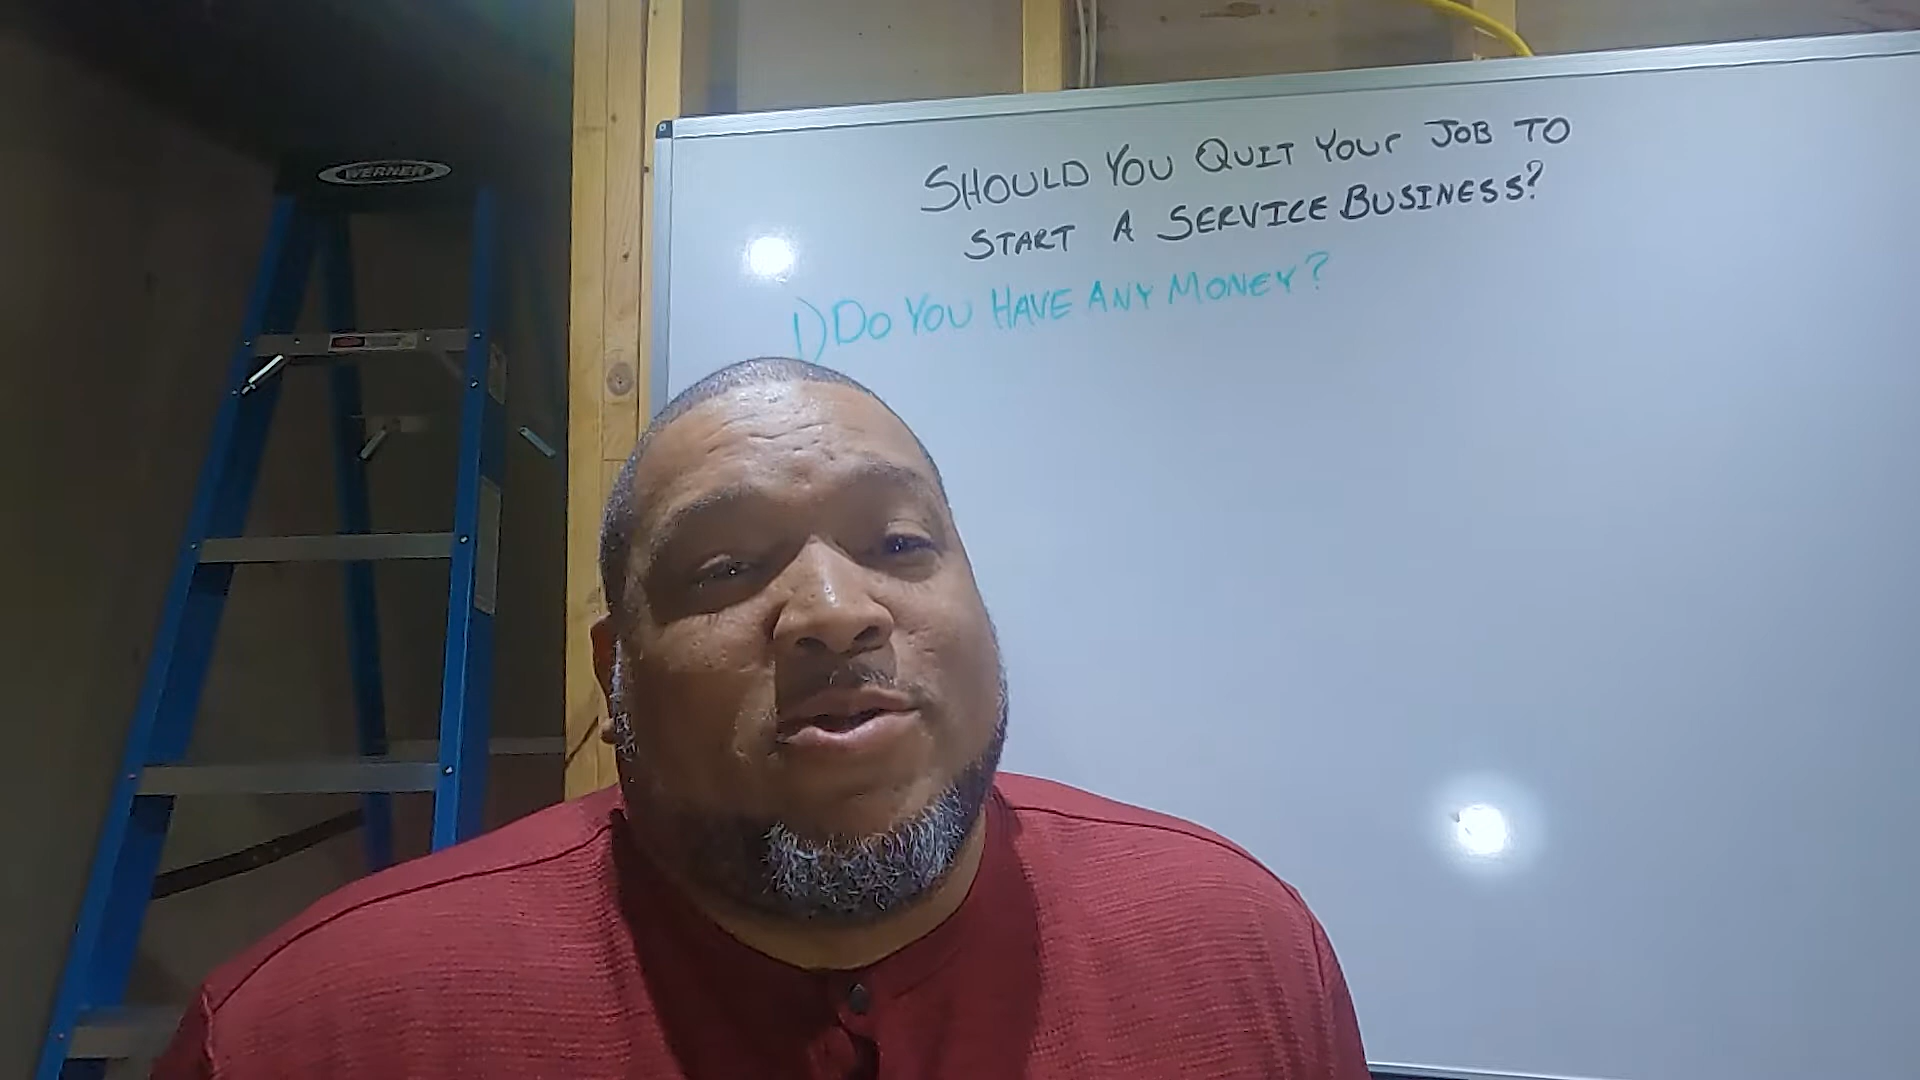 WERNER
SHOULD YOU QUIT YOUr JOB TO
START A SERVICE BUSINESS?
1) DO YOU HAVE ANY MONEY?